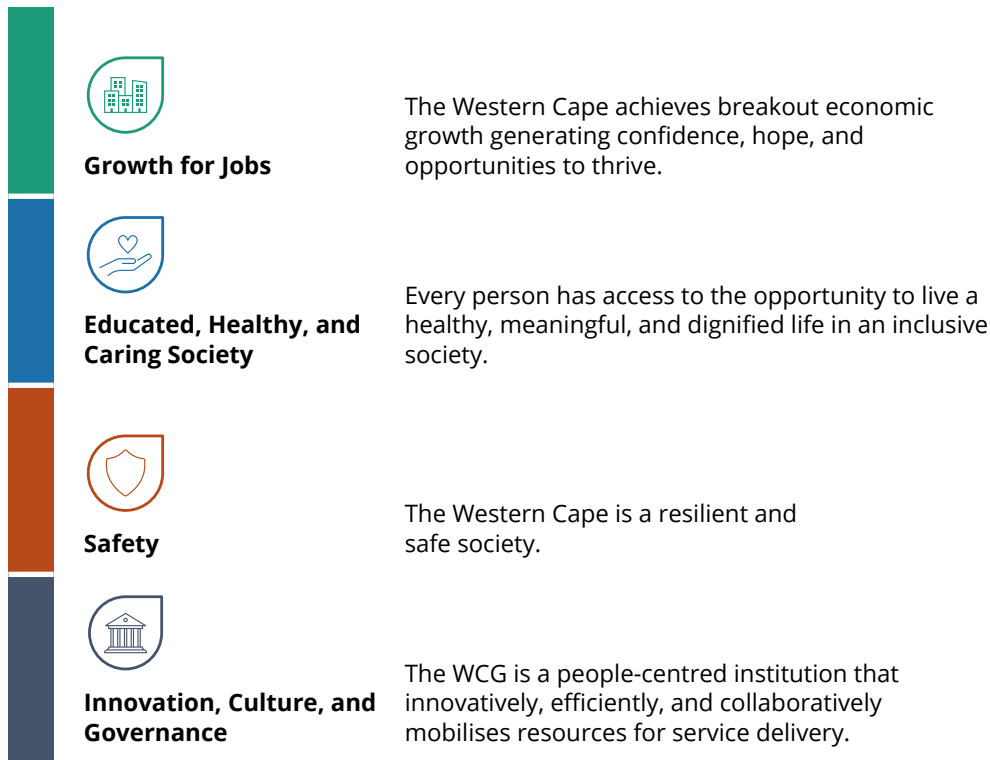 Growth for Jobs
The Western Cape achieves breakout economic
growth generating confidence, hope, and
opportunities to thrive.
Educated, Healthy, and
Caring Society
Every person has access to the opportunity to live a
healthy, meaningful, and dignified life in an inclusive
society.
Safety
The Western Cape is a resilient and
safe society.
Innovation, Culture, and
Governance
The WCG is a people-centred institution that
innovatively, efficiently, and collaboratively
mobilises resources for service delivery.